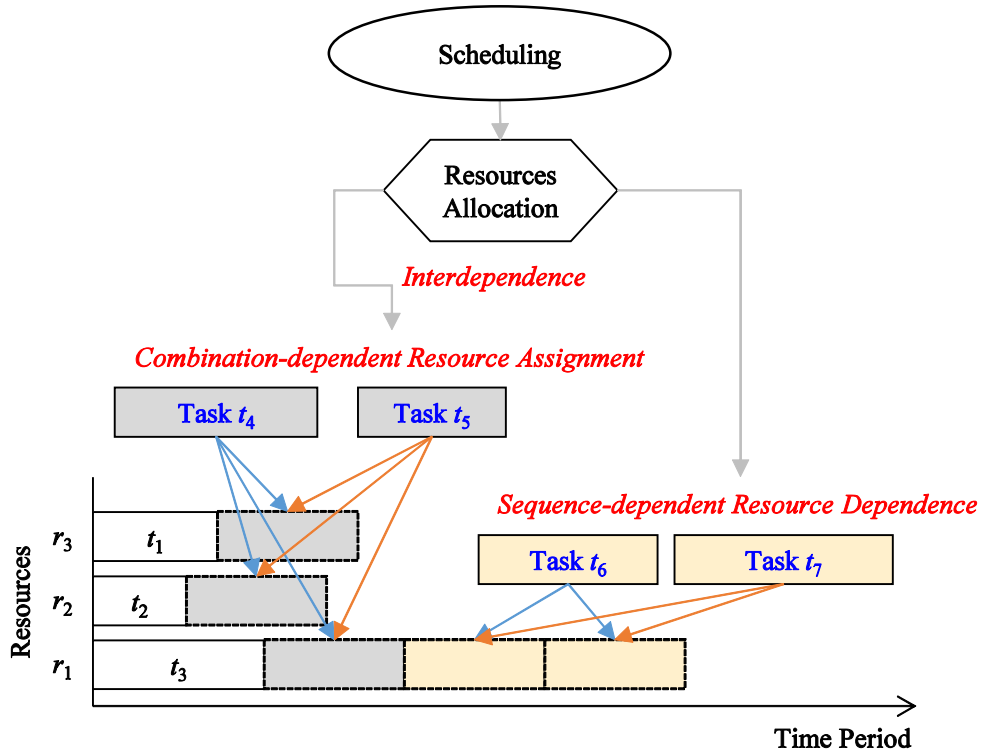 Scheduling
Resources
Allocation
Interdependence
Combination-dependent Resource Assignment
Task t4
Task t5
Sequence-dependent Resource Dependence
Task t6
Task t7
Resources
r3
t1
r2
t2
r1
t3
Time Period